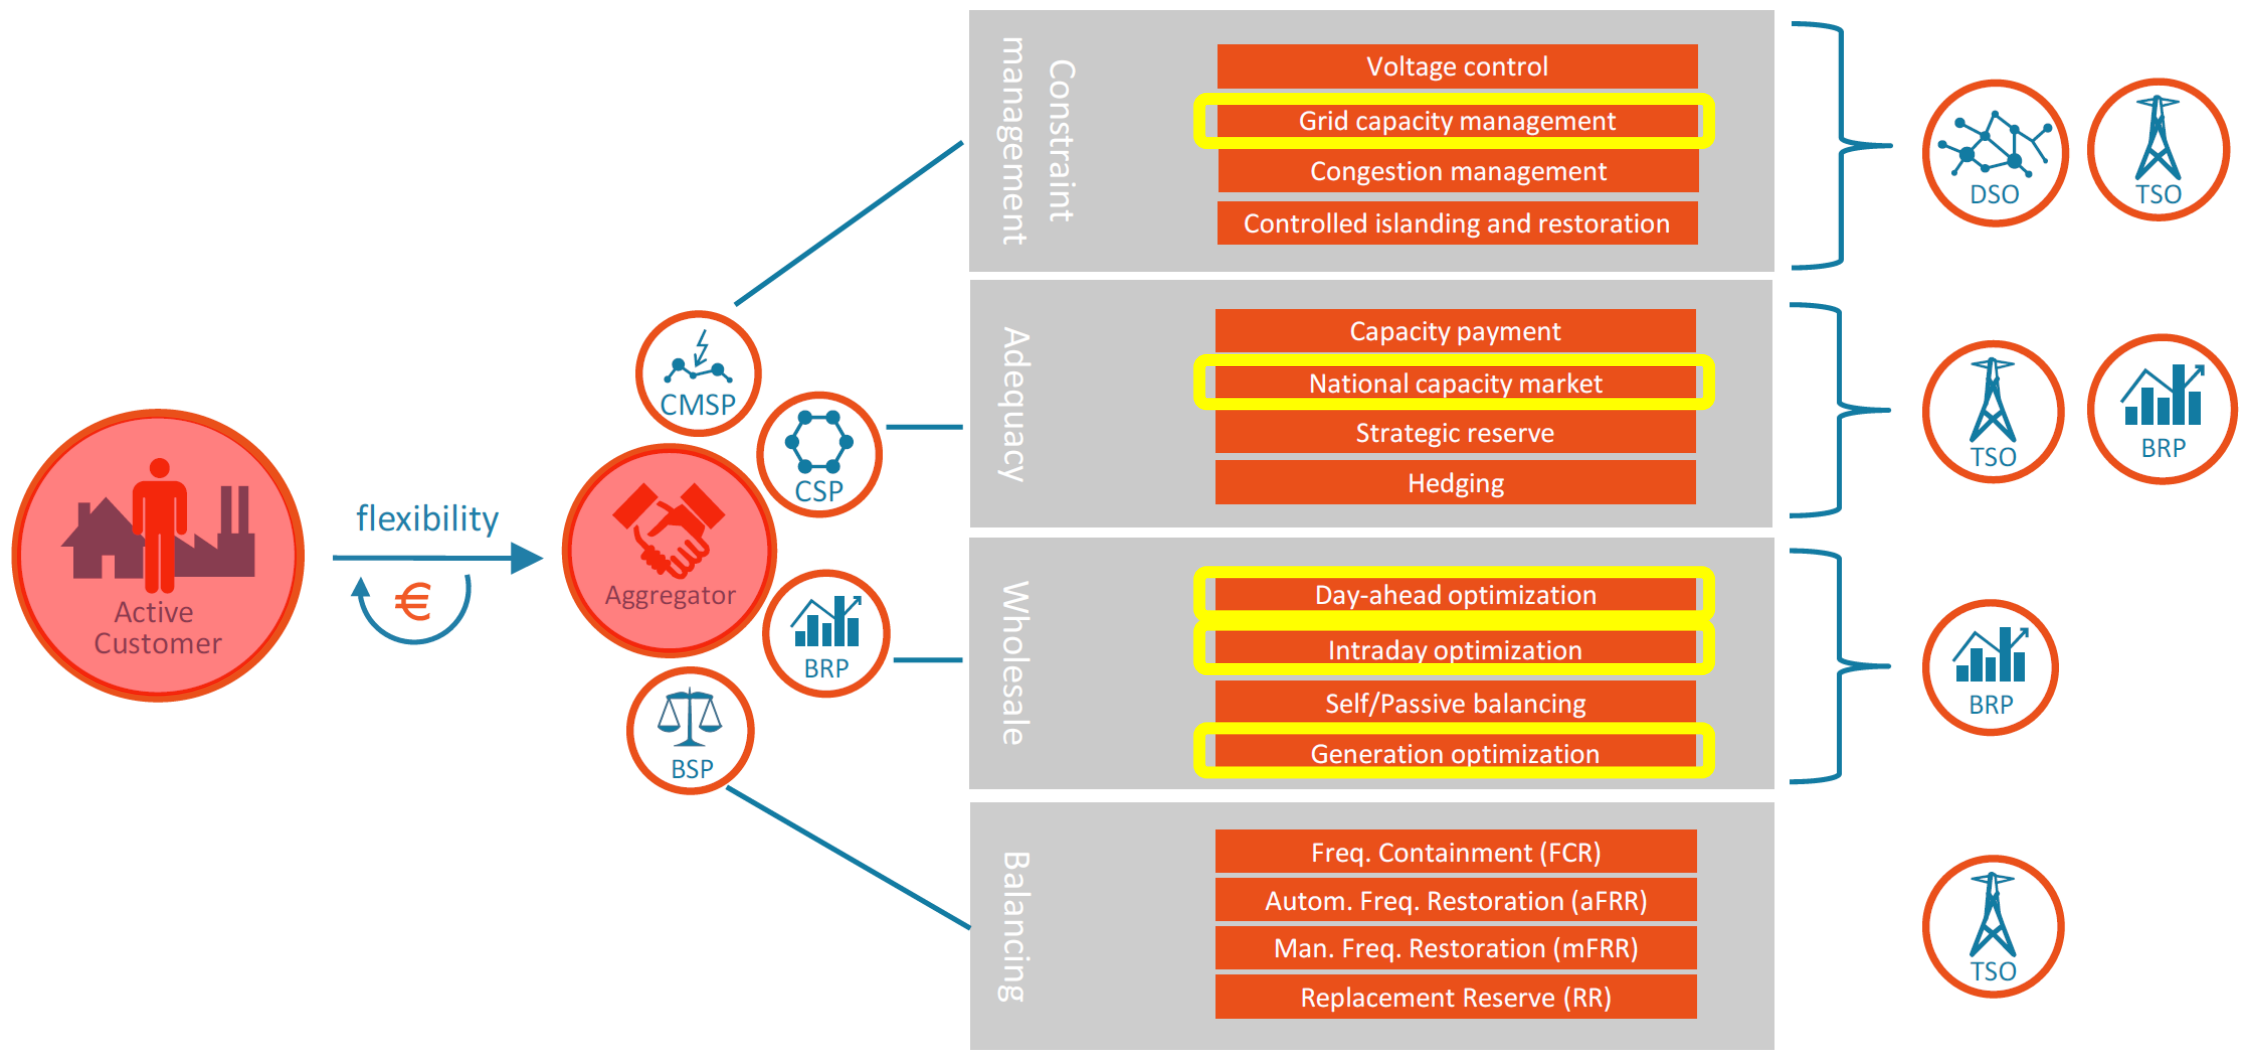 Active
Customer
flexibility
€
Aggregator
CMSP
CSP
BRP
BSP
Constraint
management
Voltage control
Grid capacity management
Congestion management
Controlled islanding and restoration
DSO
TSO
Adequacy
Capacity payment
National capacity market
Strategic reserve
Hedging
TSO
BRP
Wholesale
Day-ahead optimization
Intraday optimization
Self/Passive balancing
Generation optimization
BRP
Balancing
Freq. Containment (FCR)
Autom. Freq. Restoration (aFRR)
Man. Freq. Restoration (mFRR)
Replacement Reserve (RR)
TSO